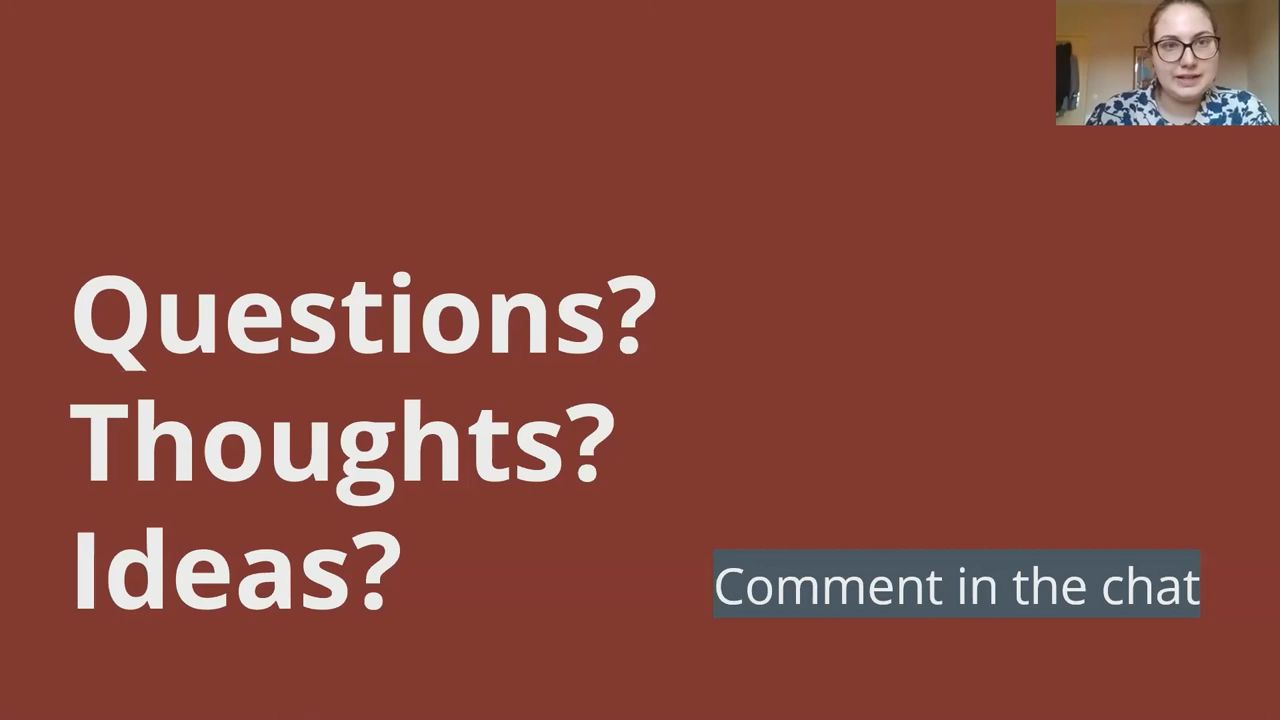 Questions?
Thoughts?
Ideas?
Comment in the chat